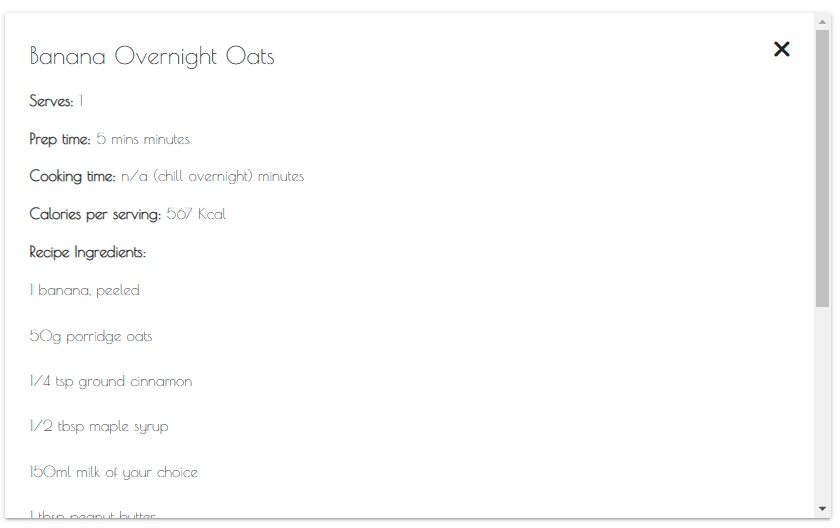 Banana Overnight Oats
Serves: 1
Prep time: 5 mins minutes
Cooking time: n/a (chill overnight) minutes
Calories per serving: 567 Kcal
Recipe Ingredients:
1 banana, peeled
50g porridge oats
1/4 tsp ground cinnamon
1/2 tbsp maple syrup
150ml milk of your choice
1 tbsp peanut butter